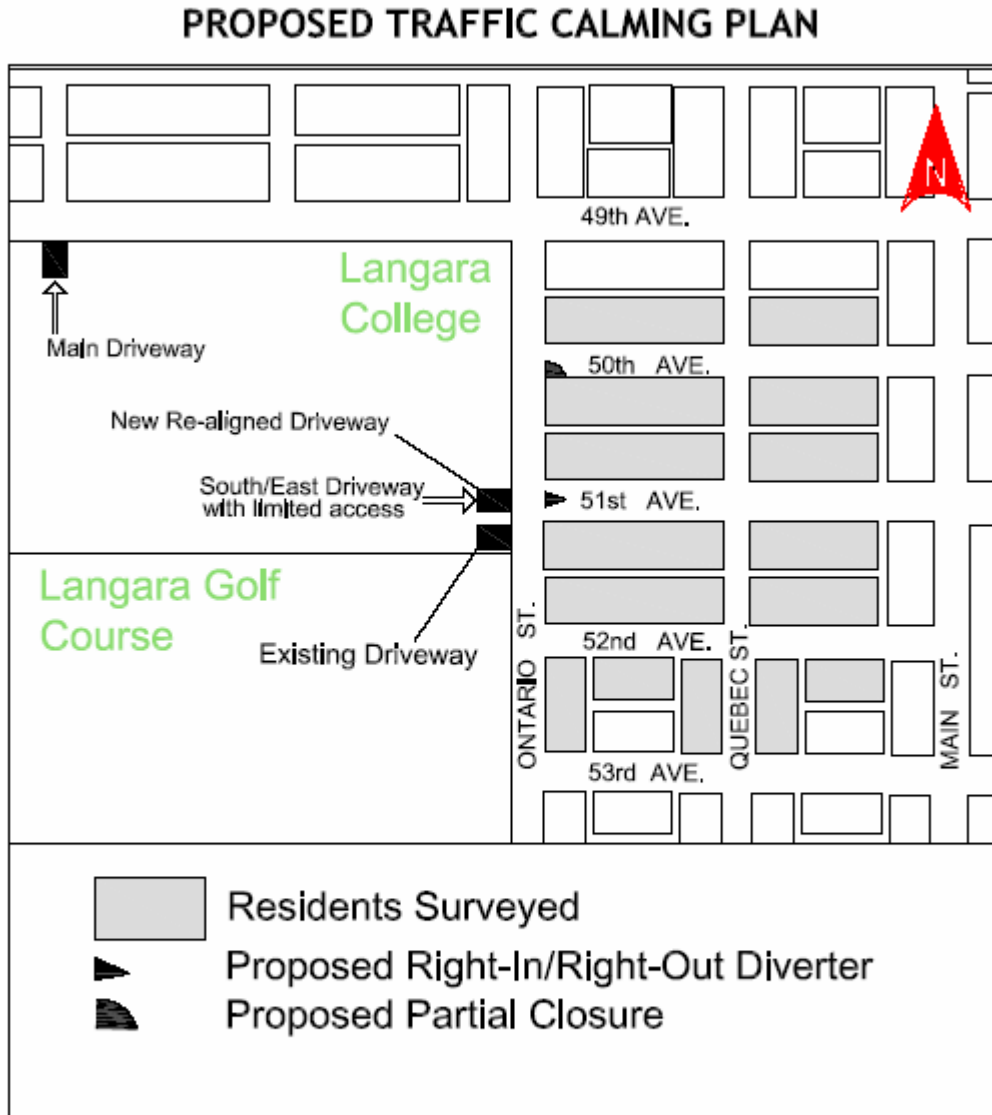 PROPOSED TRAFFIC CALMING PLAN
N
49th AVE.
Langara
College
Main Driveway
50th AVE.
New Re-aligned Driveway
South/East Driveway
with limited access
51st AVE.
Langara Golf
Course
Existing Driveway
52nd AVE.
ONTARIO ST.
QUEBEC ST.
MAIN ST.
53rd AVE.
Residents Surveyed
Proposed Right-In/Right-Out Diverter
Proposed Partial Closure